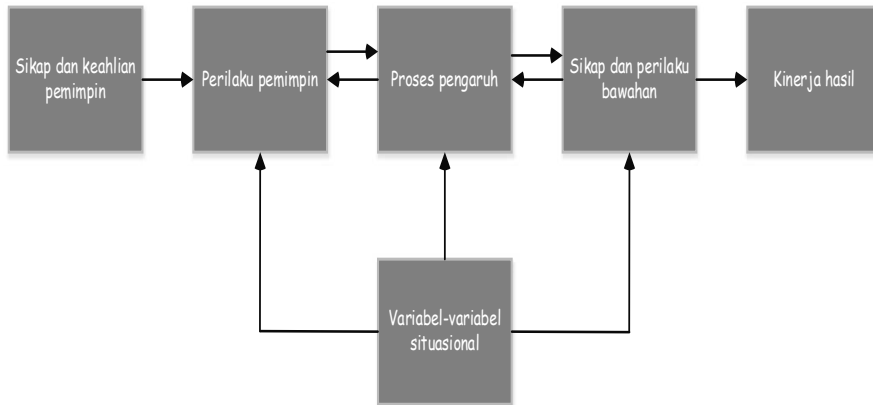 Sikap dan keahlian
pemimpin
Perilaku pemimpin
Proses pengaruh
Sikap dan perilaku
bawahan
Kinerja hasil
Variabel-variabel
situasional